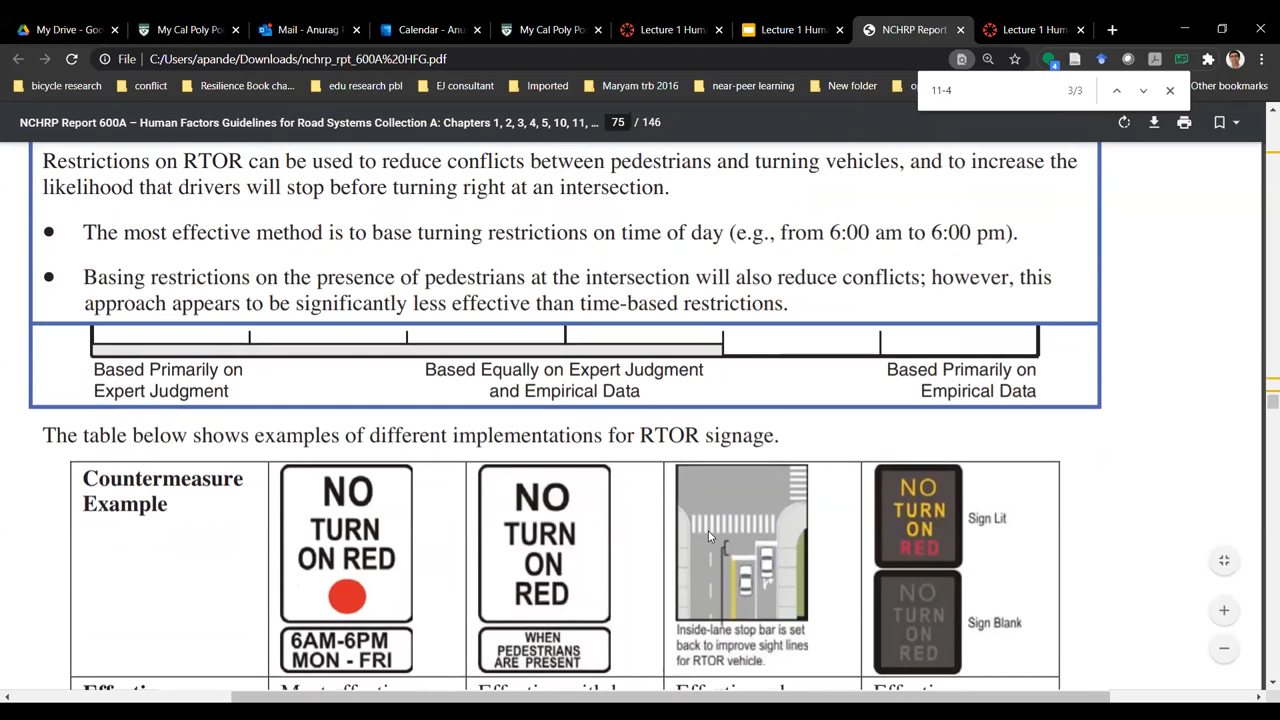 My Drive - Goo
My Cal Poly Po
Mail - Anurag P
Calendar - Anu
My Cal Poly Po
Lecture 1 Hum
Lecture 1 Hum
NCHRP Report
Lecture 1 Hum
File
C:/Users/apande/Downloads/nchrp_rpt_600A%20HFG.pdf
4
bicycle research
conflict
Resilience Book cha...
edu research pbl
EJ consultant
Imported
Maryam trb 2016
near-peer learning
New folder
Other bookmarks
11-4
3/3
NCHRP Report 600A – Human Factors Guidelines for Road Systems Collection A: Chapters 1, 2, 3, 4, 5, 10, 11, ...
75 / 146
Restrictions on RTOR can be used to reduce conflicts between pedestrians and turning vehicles, and to increase the
likelihood that drivers will stop before turning right at an intersection.
• The most effective method is to base turning restrictions on time of day (e.g., from 6:00 am to 6:00 pm).
• Basing restrictions on the presence of pedestrians at the intersection will also reduce conflicts; however, this
approach appears to be significantly less effective than time-based restrictions.
Based Primarily on
Expert Judgment
Based Equally on Expert Judgment
and Empirical Data
Based Primarily on
Empirical Data
The table below shows examples of different implementations for RTOR signage.
Countermeasure
Example
NO
TURN
ON RED
6AM-6PM
MON - FRI
NO
TURN
ON
RED
WHEN
PEDESTRIANS
ARE PRESENT
Inside-lane stop bar is set
back to improve sight lines
for RTOR vehicle.
NO
TURN
ON
RED
Sign Lit
NO
TURN
ON
RED
Sign Blank